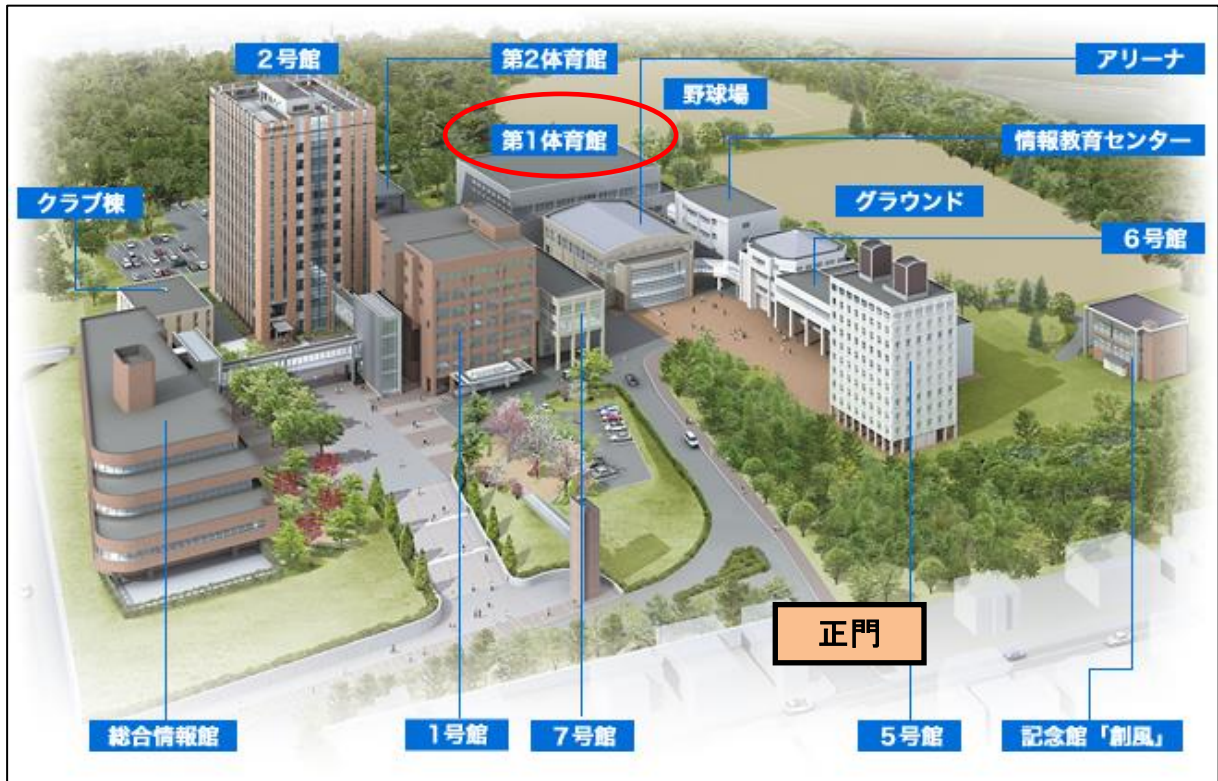 2号館
第2体育館
アリーナ
野球場
第1体育館
情報教育センター
クラブ棟
グラウンド
6号館
正門
総合情報館
1号館
7号館
5号館
記念館「創風」